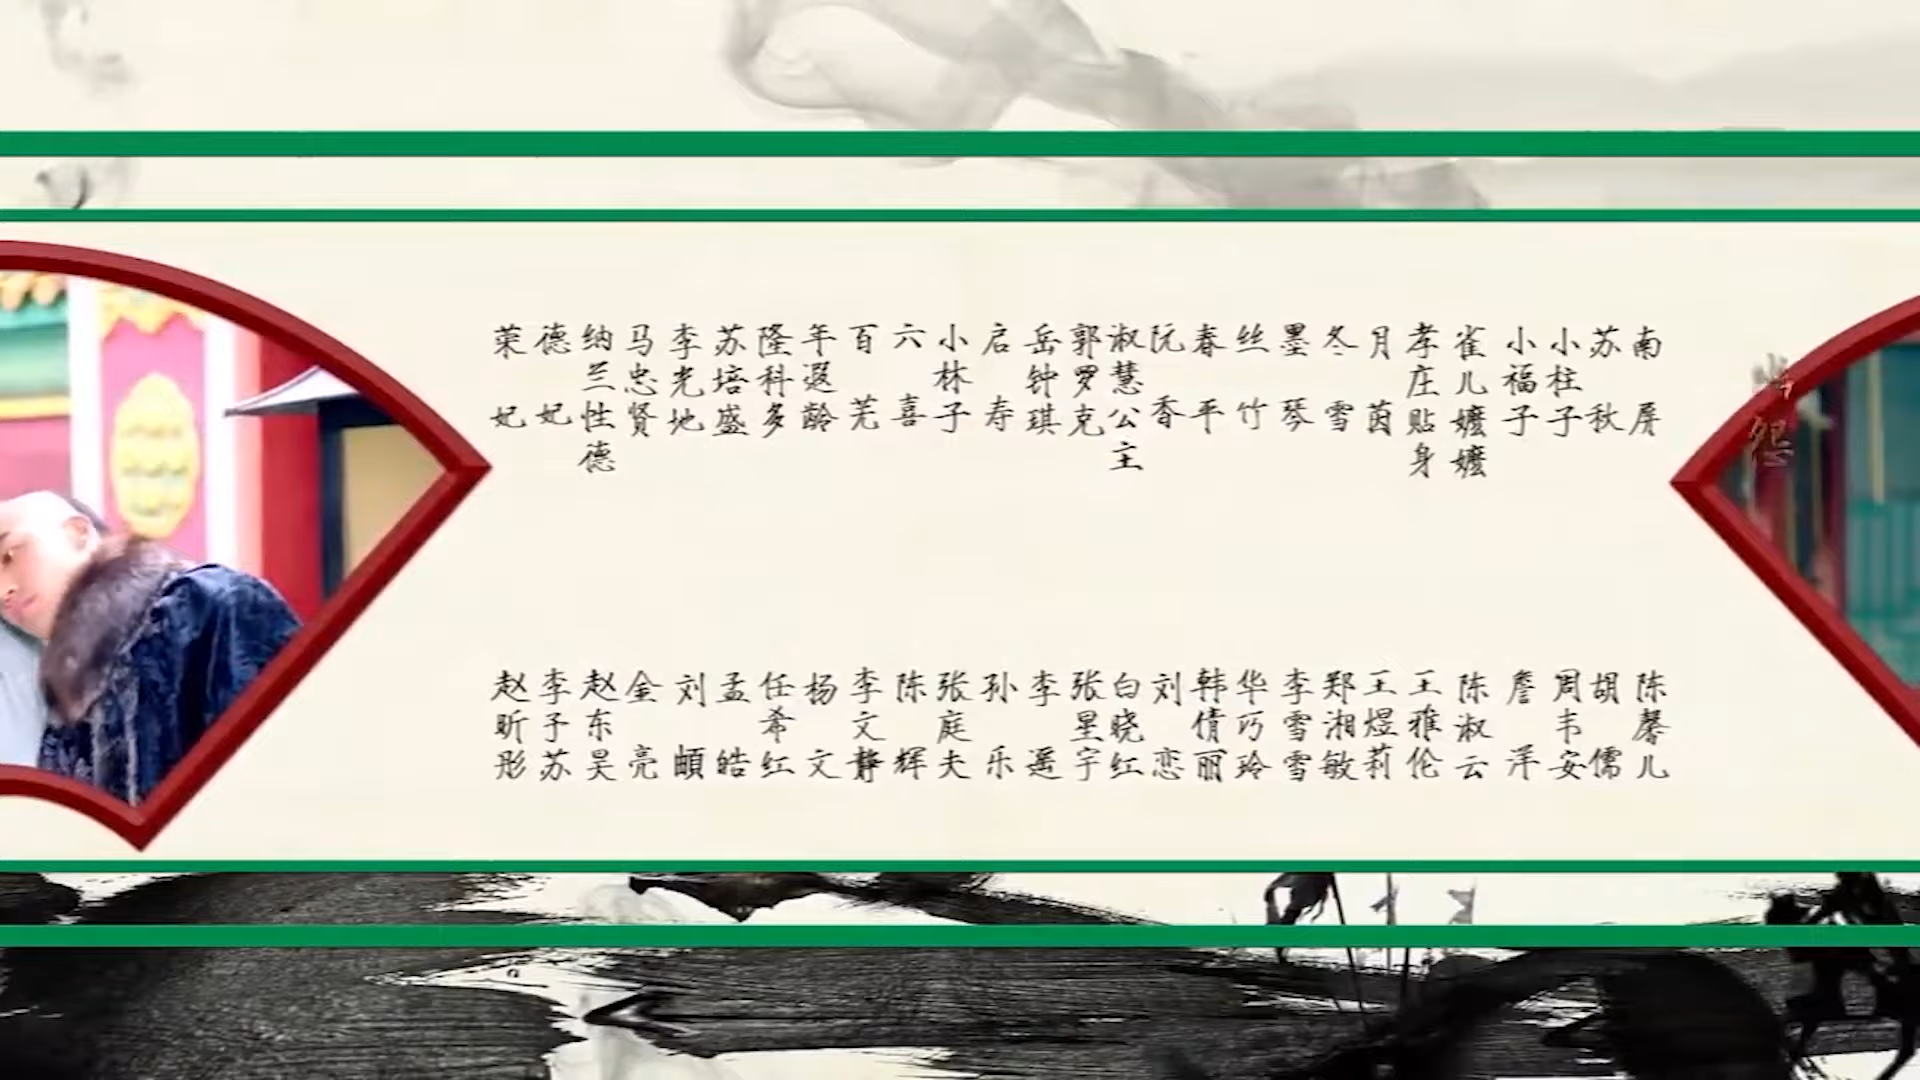 荣妃
德妃
纳兰性德
马忠贤
李光地
苏培盛
隆科多
年遐龄
百芜
六喜
小林子
启寿
岳钟琪
郭罗克
淑慧公主
阮香
春平
丝竹
墨琴
冬雪
月茵
孝庄贴身
雀儿嬷嬷
小福子
小柱子
苏秋
南屏
赵昕彤
李子苏
赵东昊
金亮
刘頔
孟皓
任希红
杨文
李文静
陈辉
张庭夫
孙乐
李遥
张星宇
白晓红
刘恋
韩倩丽
华巧玲
李雪雪
郑湘敏
王煜莉
王雅伦
陈淑云
詹洋
周韦安
胡儒
陈馨儿